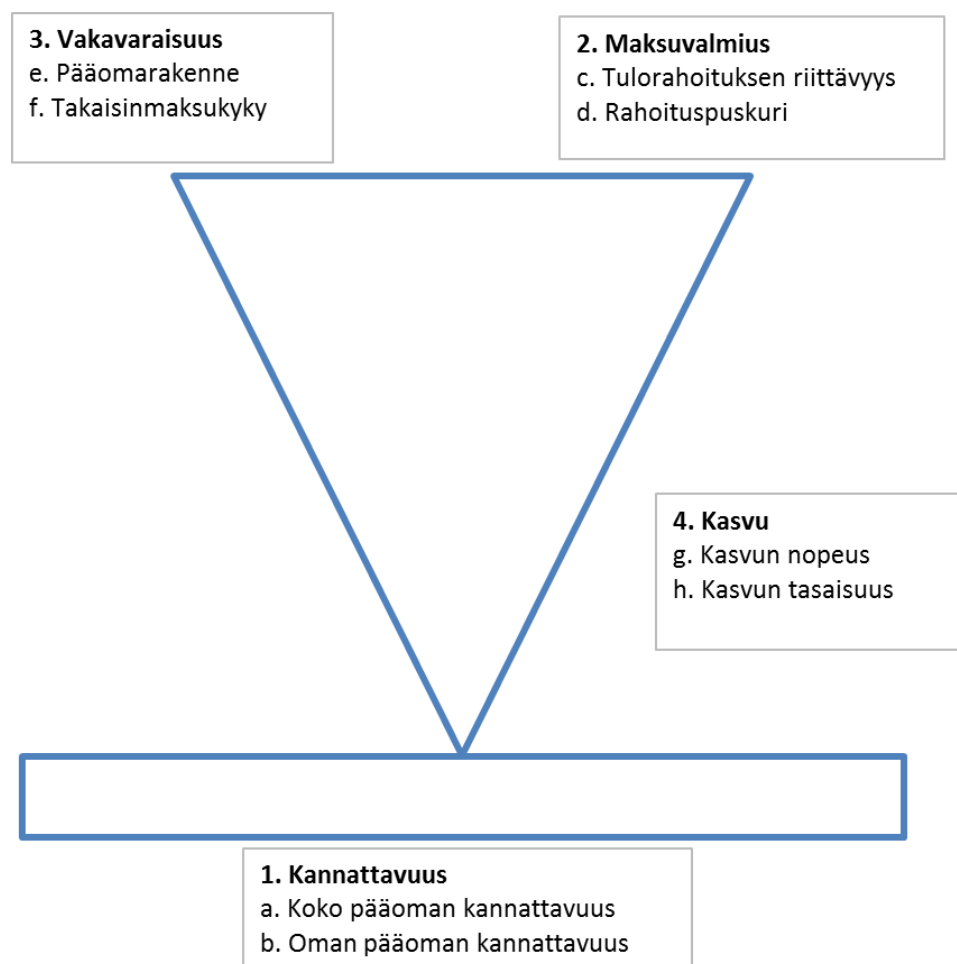 3. Vakavaraisuus
e. Pääomarakenne
f. Takaisinmaksukyky
2. Maksuvalmius
c. Tulorahoituksen riittävyys
d. Rahoituspuskuri
4. Kasvu
g. Kasvun nopeus
h. Kasvun tasaisuus
1. Kannattavuus
a. Koko pääoman kannattavuus
b. Oman pääoman kannattavuus